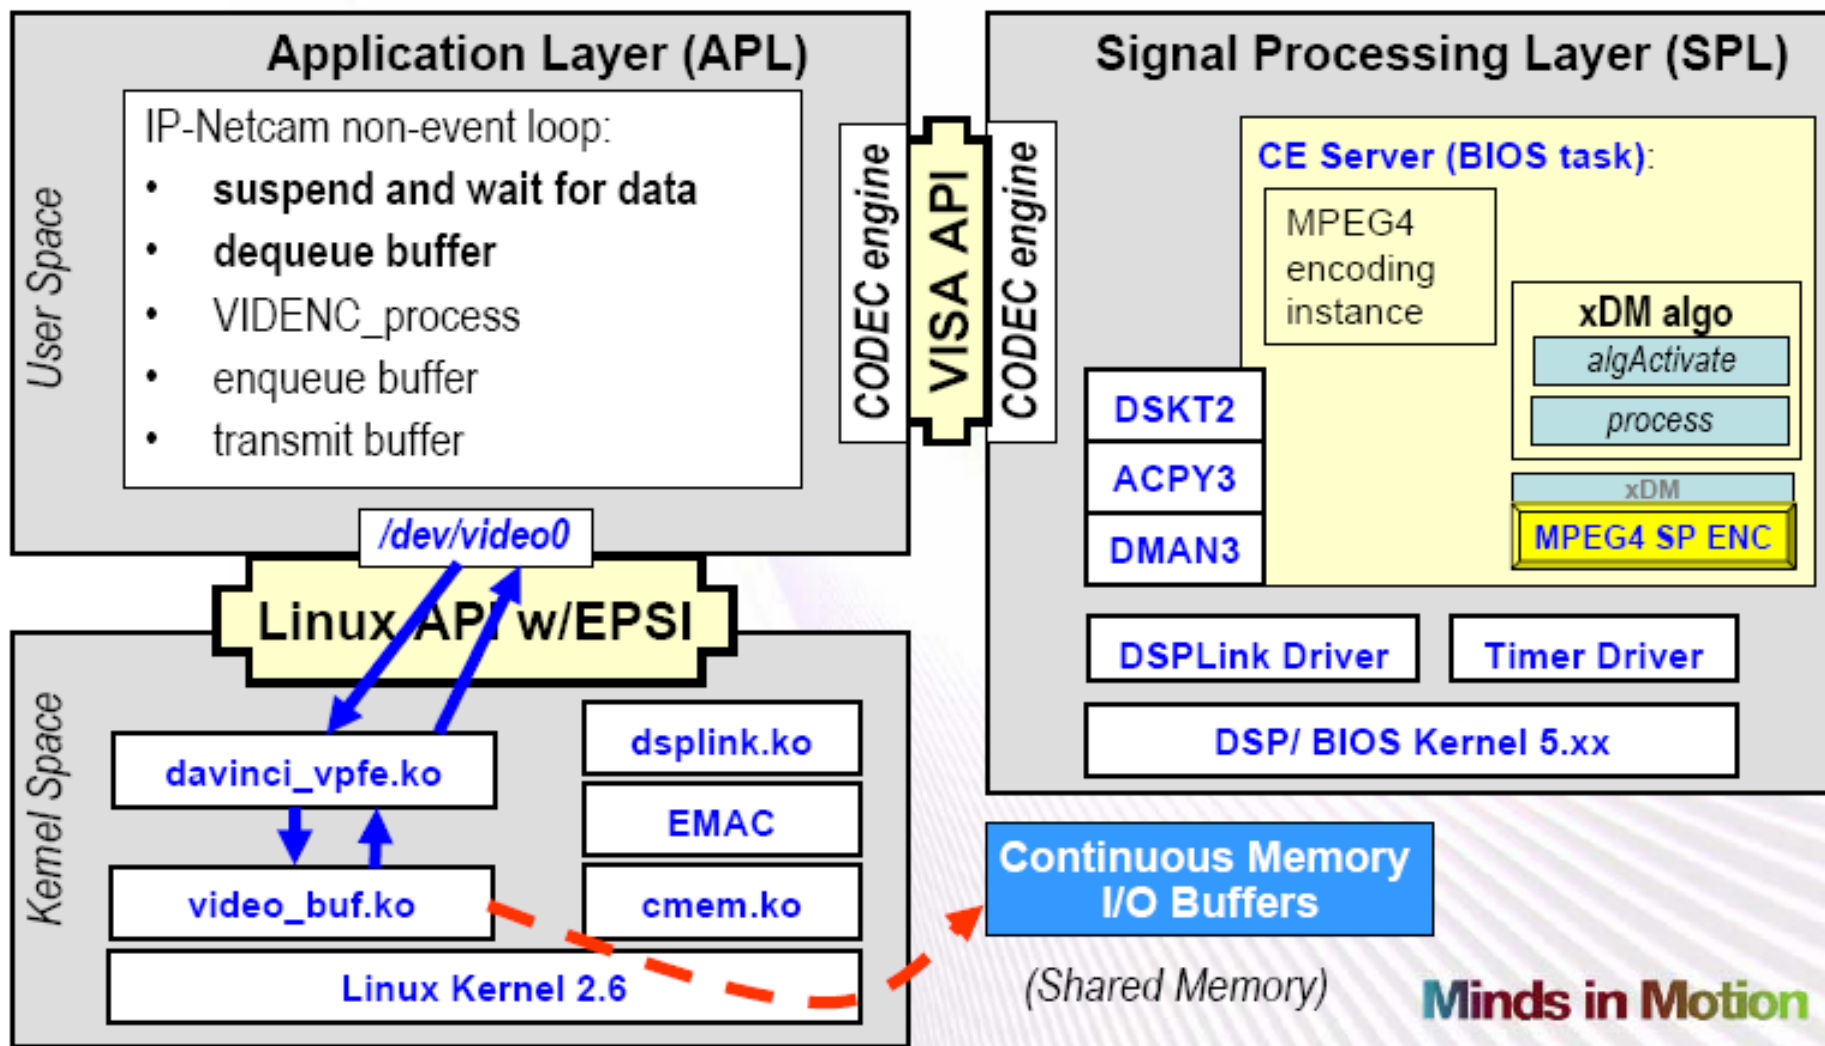 Application Layer (APL)
User Space
IP-Netcam non-event loop:
• suspend and wait for data
• dequeue buffer
• VIDENC_process
• enqueue buffer
• transmit buffer
/dev/video0
CODEC engine
VISA API
CODEC engine
Signal Processing Layer (SPL)
CE Server (BIOS task):
MPEG4
encoding
instance
xDM algo
algActivate
process
xDM
MPEG4 SP ENC
DSKT2
ACPY3
DMAN3
DSPLink Driver
Timer Driver
DSP/ BIOS Kernel 5.xx
Linux API w/EPSI
Kernel Space
davinci_vpfe.ko
video_buf.ko
dsplink.ko
EMAC
cmem.ko
Linux Kernel 2.6
Continuous Memory
I/O Buffers
(Shared Memory)
Minds in Motion